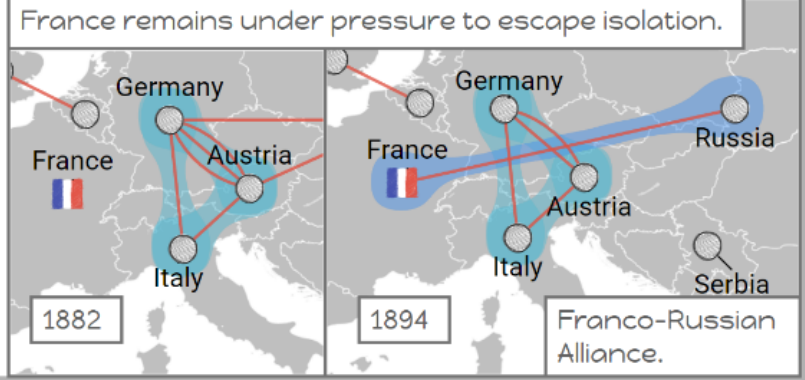 France remains under pressure to escape isolation.
Germany
France
Austria
Italy
1882
Germany
France
Russia
Austria
Italy
Serbia
1894
Franco-Russian
Alliance.